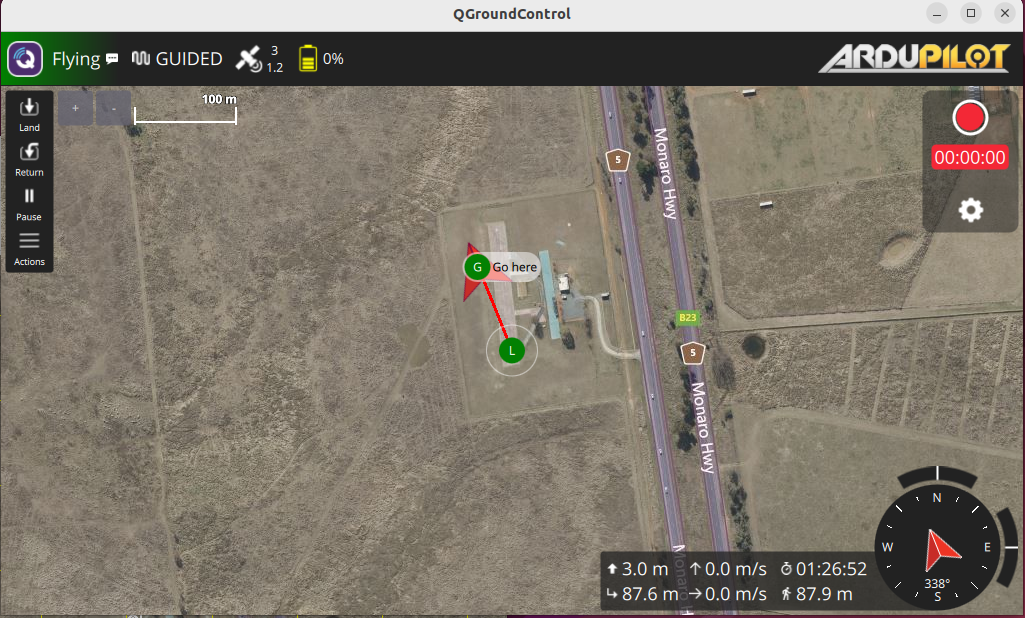 QGroundControl
Flying
GUIDED
3
1.2
0%
ARDUPILOT
Land
Return
Pause
Actions
+
-
100 m
00:00:00
5
Monaro Hwy
G
Go here
L
B23
5
Monaro Hwy
Monaro H
3.0 m
0.0 m/s
01:26:52
87.6 m
0.0 m/s
87.9 m
N
W
E
338°
S